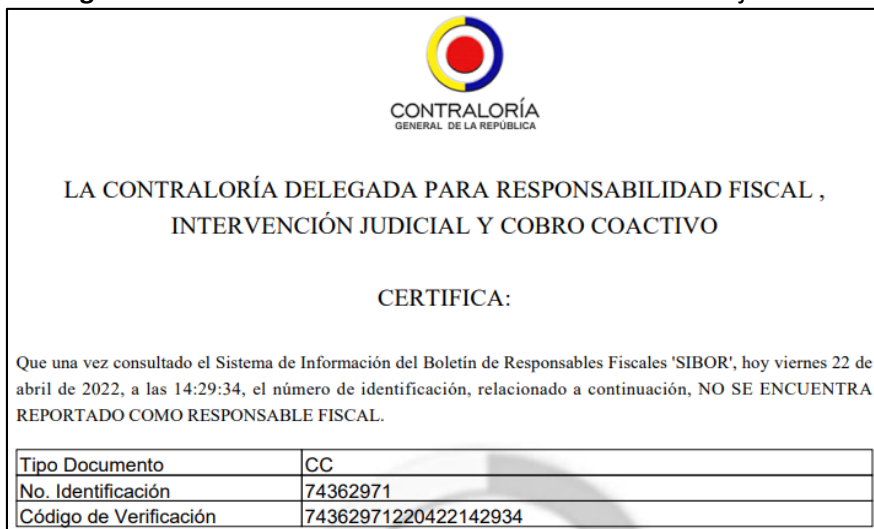 CONTRALORÍA
GENERAL DE LA REPÚBLICA
LA CONTRALORÍA DELEGADA PARA RESPONSABILIDAD FISCAL ,
INTERVENCIÓN JUDICIAL Y COBRO COACTIVO
CERTIFICA:
Que una vez consultado el Sistema de Información del Boletín de Responsables Fiscales 'SIBOR', hoy viernes 22 de
abril de 2022, a las 14:29:34, el número de identificación, relacionado a continuación, NO SE ENCUENTRA
REPORTADO COMO RESPONSABLE FISCAL.
Tipo Documento CC
No. Identificación 74362971
Código de Verificación 74362971220422142934